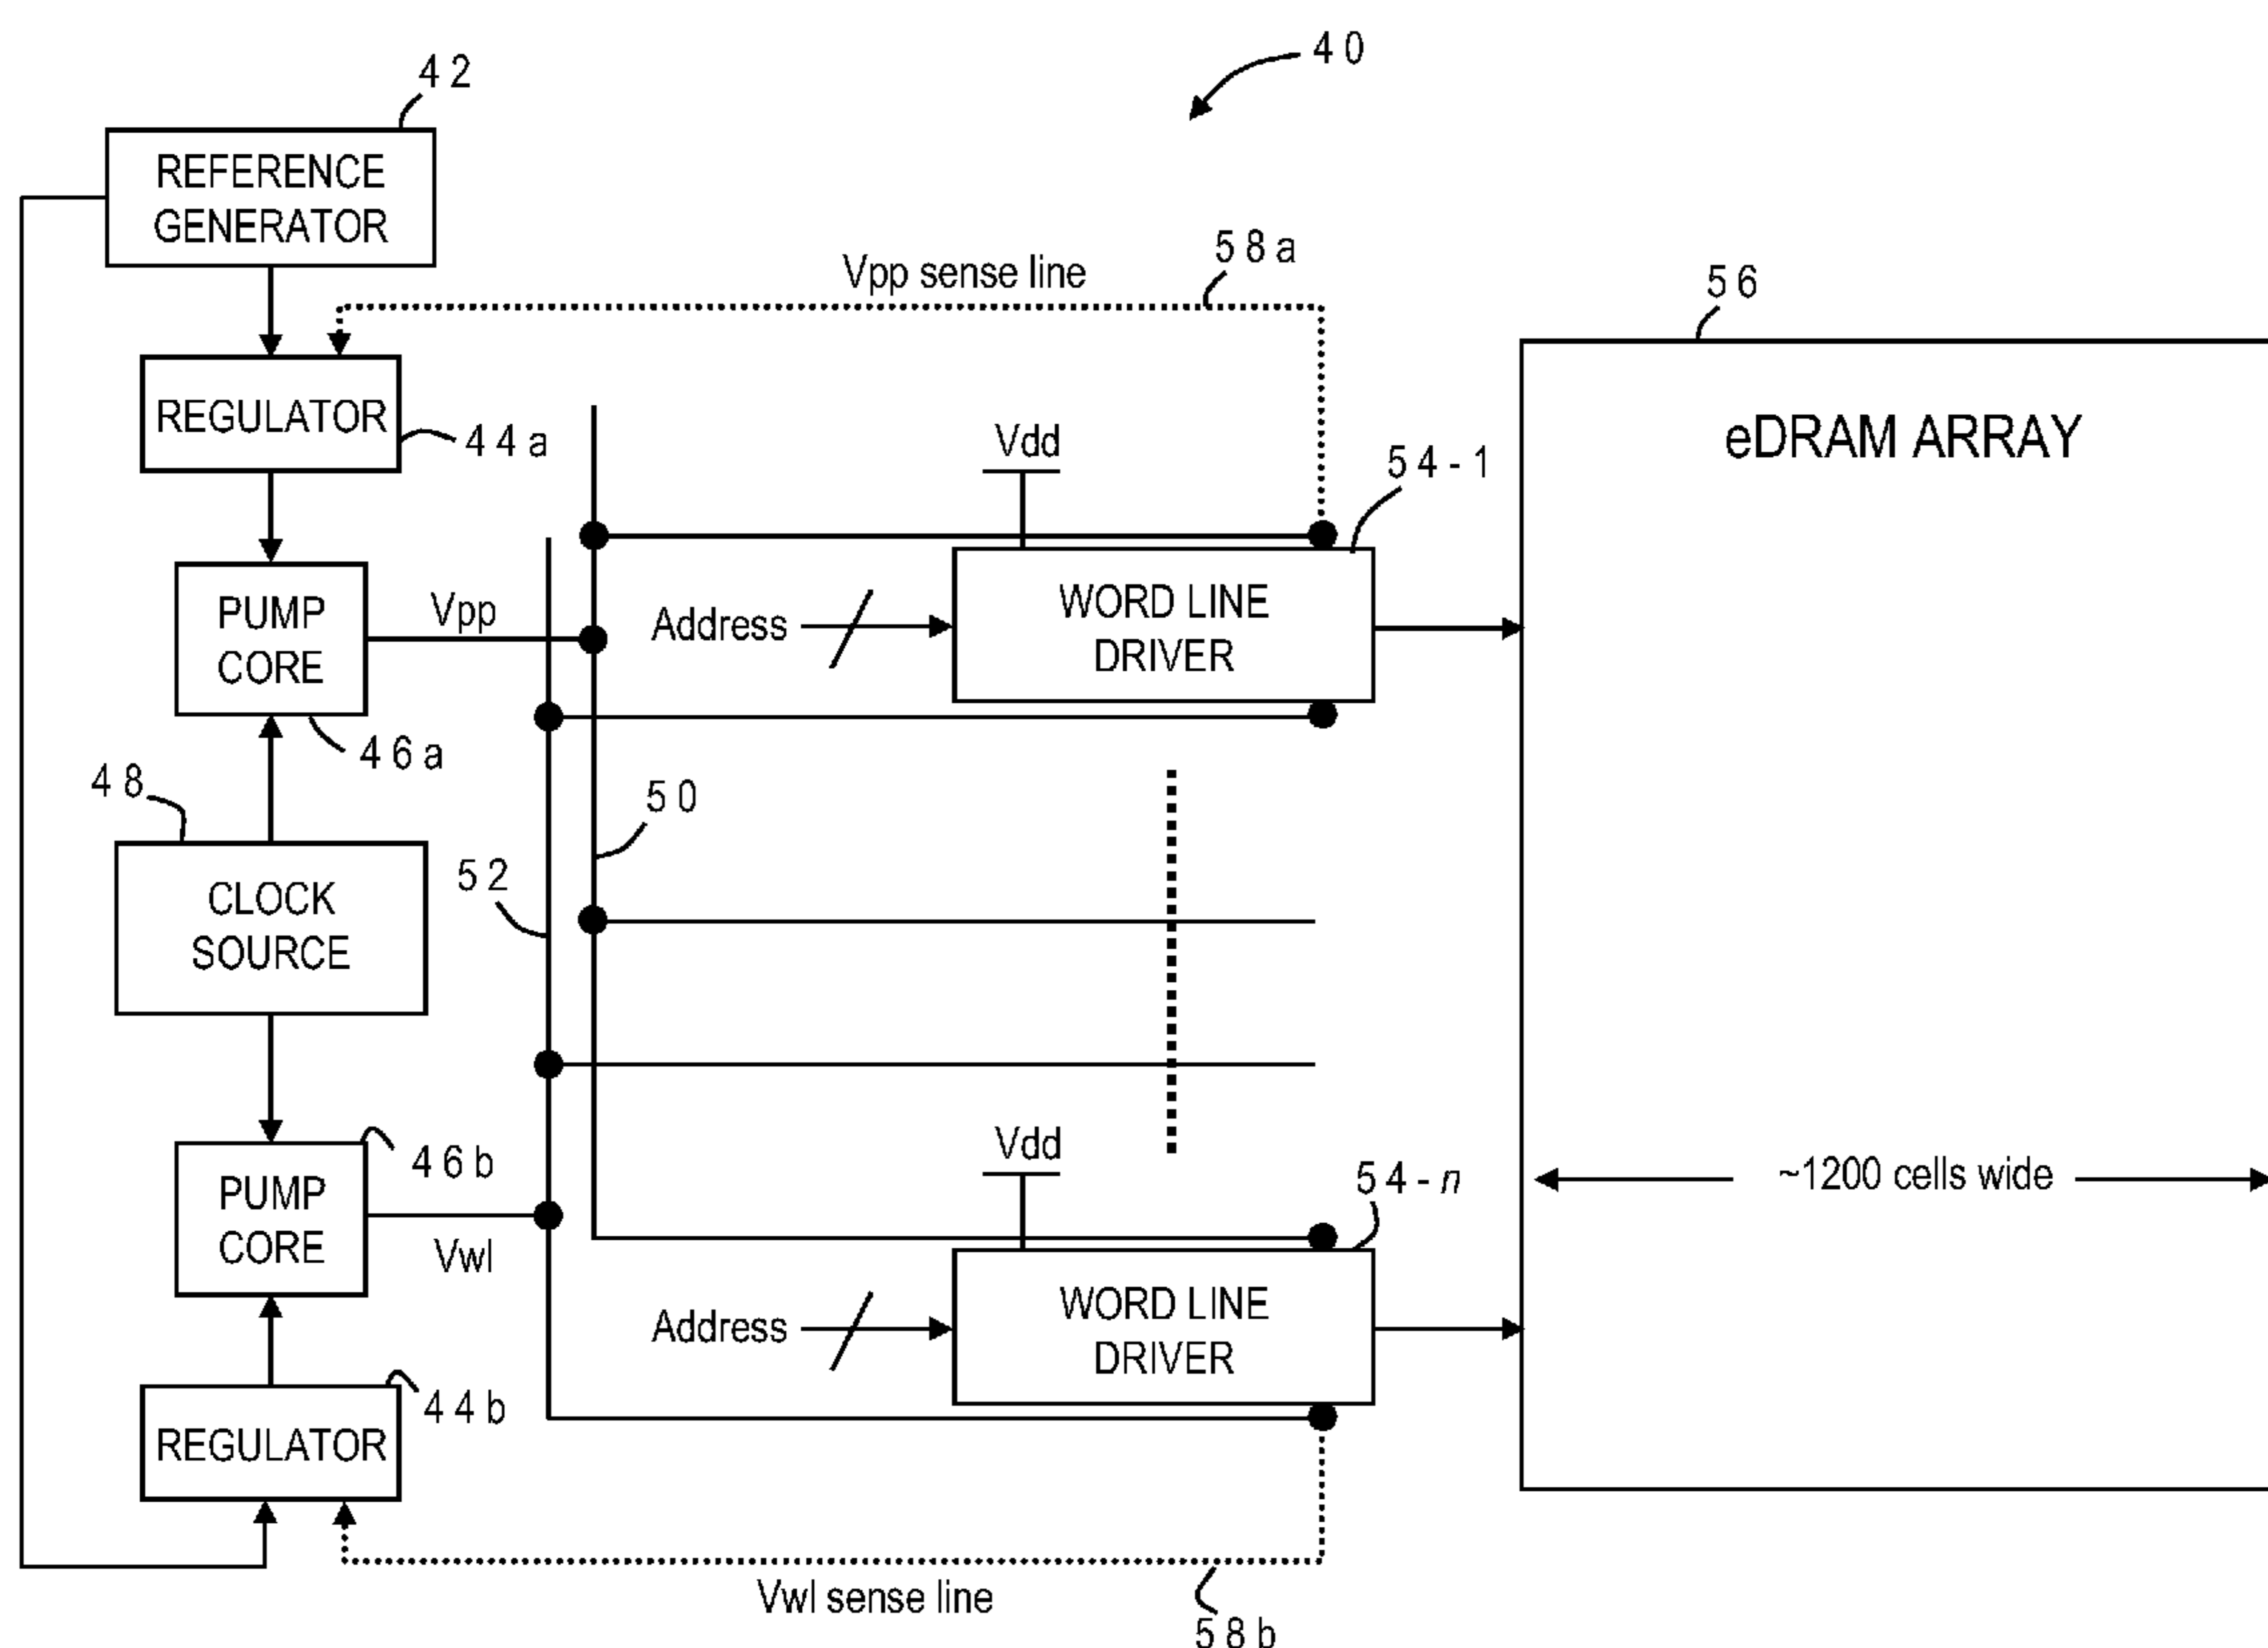 40
42
REFERENCE
GENERATOR
58a
Vpp sense line
56
REGULATOR
44a
Vdd
54-1
eDRAM ARRAY
PUMP
CORE
Vpp
Address
WORD LINE
DRIVER
46a
48
50
CLOCK
SOURCE
52
46b
Vdd
54-n
~1200 cells wide
PUMP
CORE
Vwl
Address
WORD LINE
DRIVER
44b
REGULATOR
Vwl sense line
58b